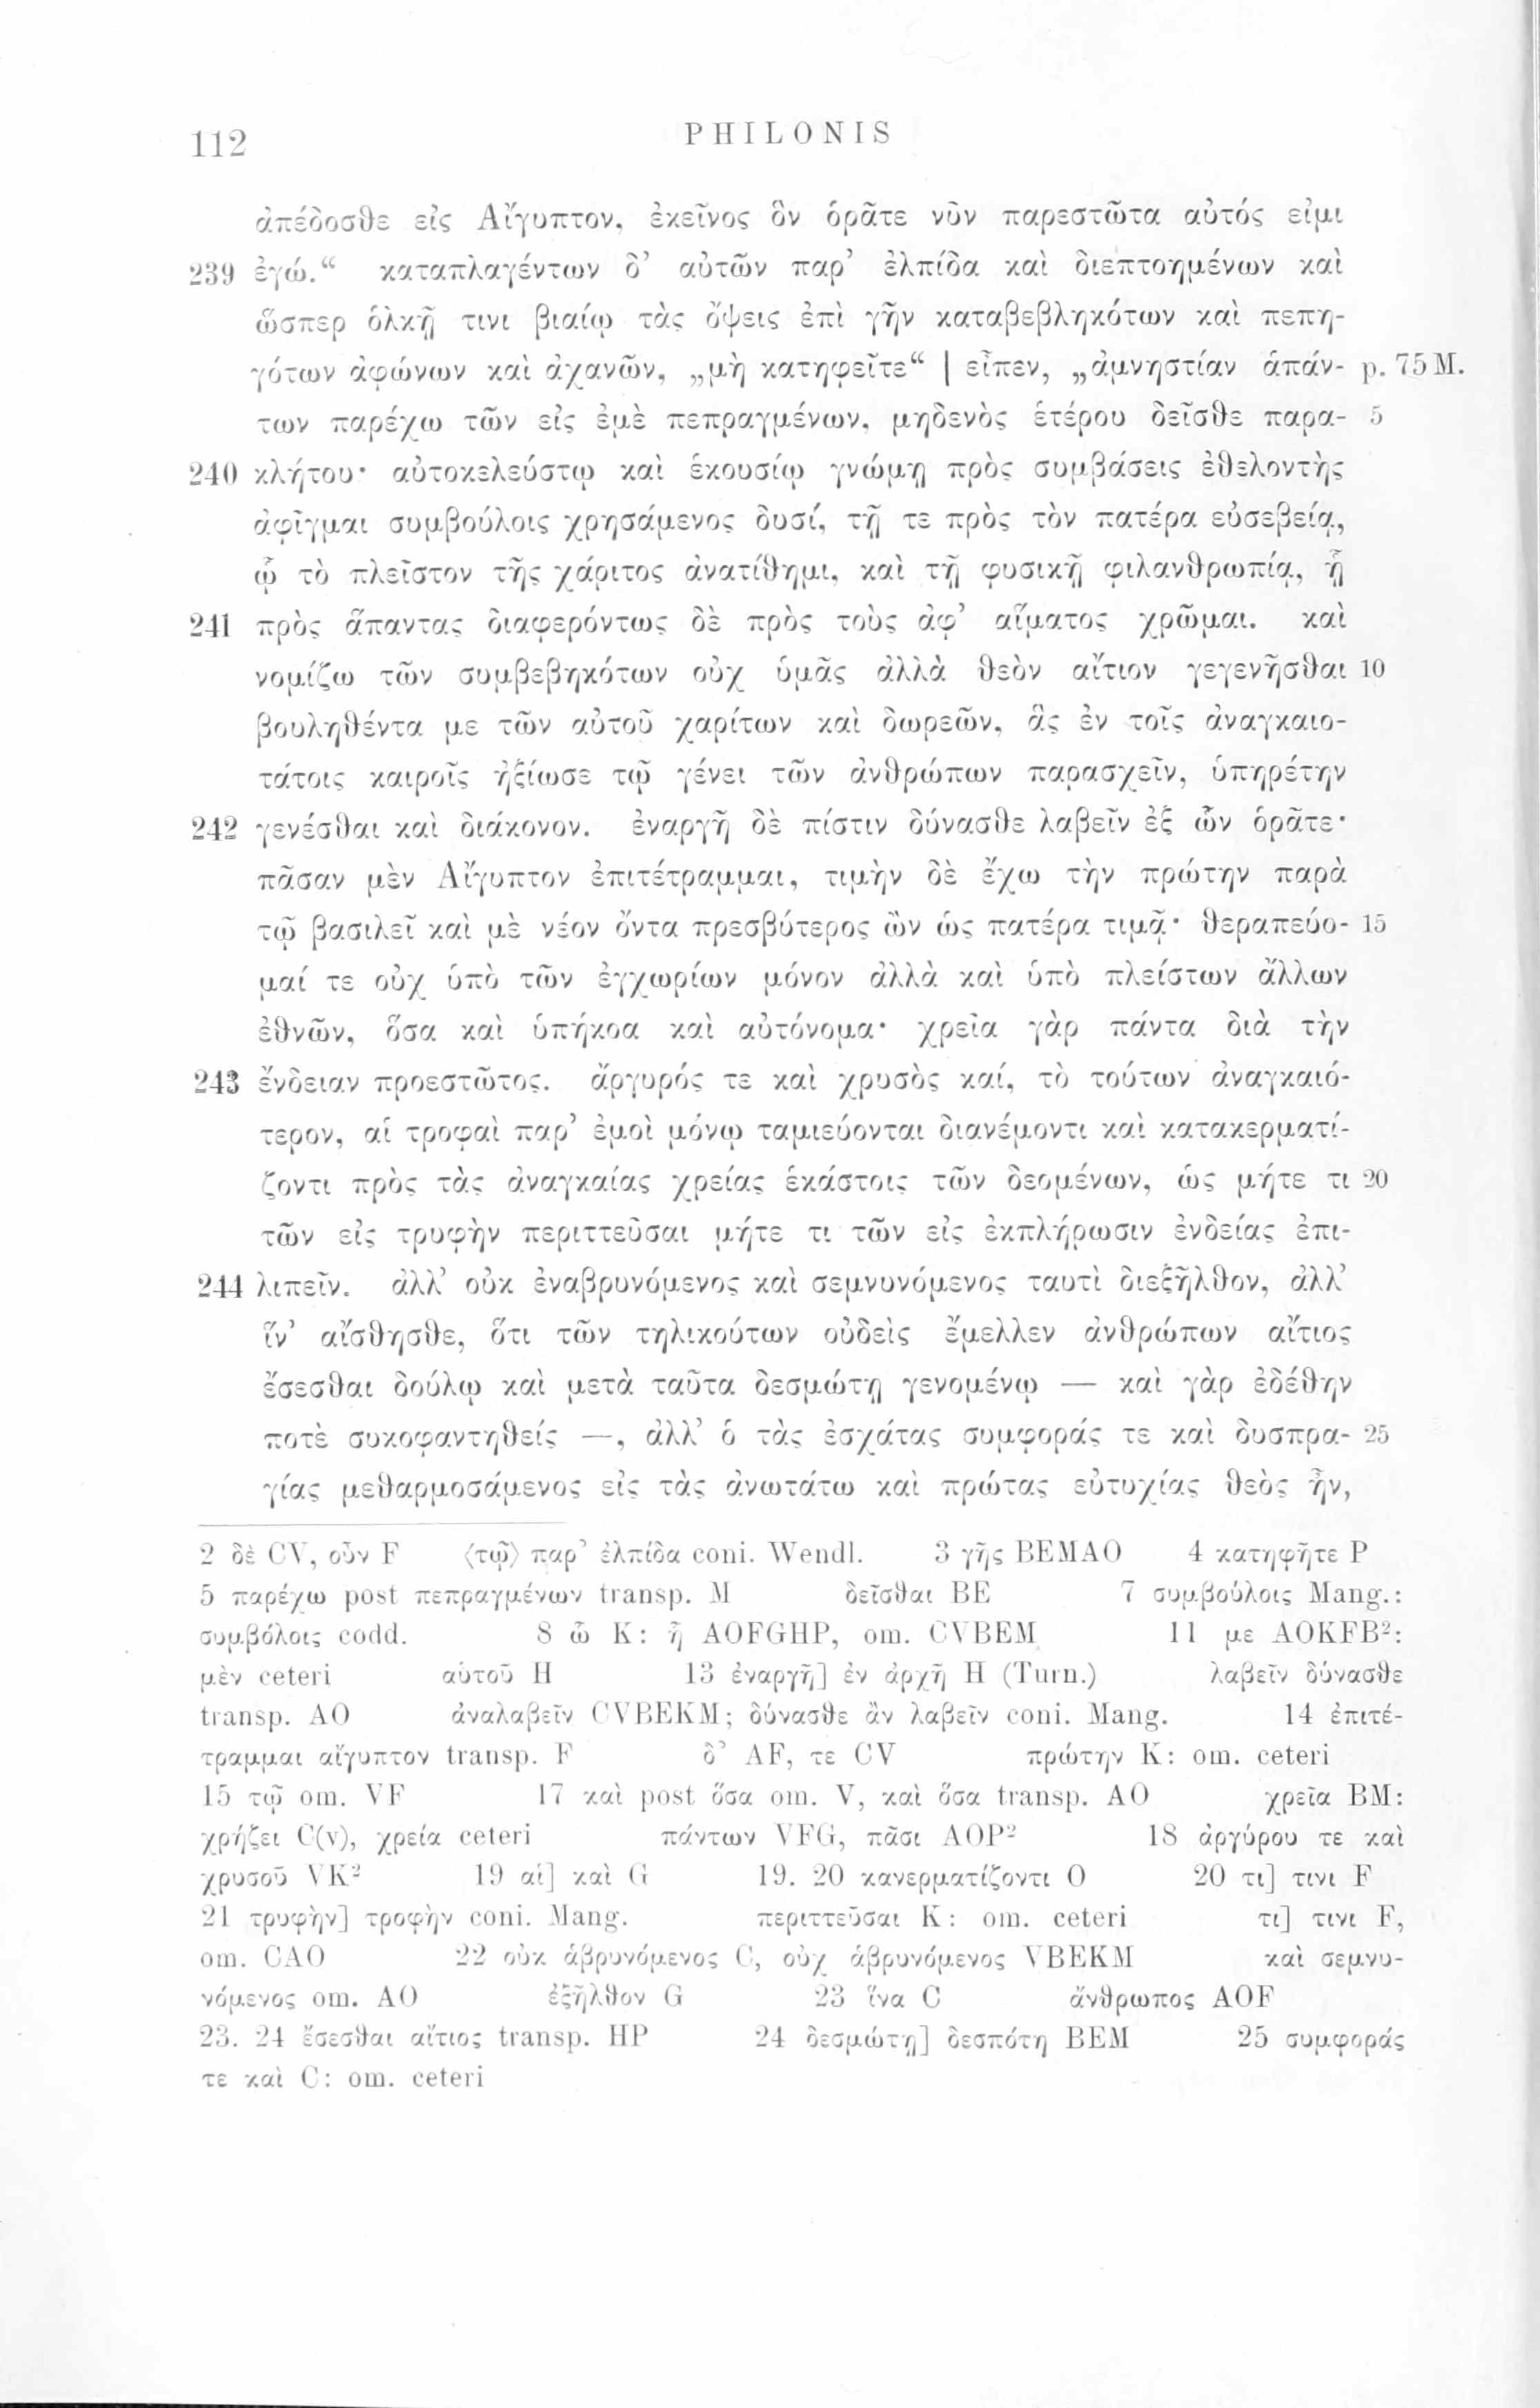 112 PHILONIS
ἀπέδοσθε εἰς Αἴγυπτον, ἐκεῖνος ὃν ὁρᾶτε νῦν παρεστῶτα αὐτός εἰμι
239 ἐγώ.“ καταπλαγέντων δ’ αὐτῶν παρ’ ἐλπίδα καὶ διεπτοημένων καὶ
ὥσπερ ὁλκῇ τινι βιαίῳ τὰς ὄψεις ἐπὶ γῆν καταβεβληκότων καὶ πεπη-
γότων ἀφώνων καὶ ἀχανῶν, „μὴ κατηφεῖτε“ | εἶπεν, „ἀμνηστίαν ἁπάν- p. 75 M.
των παρέχω τῶν εἰς ἐμὲ πεπραγμένων, μηδενὸς ἑτέρου δεῖσθε παρα- 5
240 κλήτου· αὐτοκελεύστῳ καὶ ἑκουσίῳ γνώμῃ πρὸς συμβάσεις ἐθελοντὴς
ἀφῖγμαι συμβούλοις χρησάμενος δυσί, τῇ τε πρὸς τὸν πατέρα εὐσεβείᾳ,
ᾧ τὸ πλεῖστον τῆς χάριτος ἀνατίθημι, καὶ τῇ φυσικῇ φιλανθρωπίᾳ, ᾗ
241 πρὸς ἅπαντας διαφερόντως δὲ πρὸς τοὺς ἀφ’ αἵματος χρῶμαι. καὶ
νομίζω τῶν συμβεβηκότων οὐχ ὑμᾶς ἀλλὰ θεὸν αἴτιον γεγενῆσθαι 10
βουληθέντα με τῶν αὐτοῦ χαρίτων καὶ δωρεῶν, ἃς ἐν τοῖς ἀναγκαιο-
τάτοις καιροῖς ἠξίωσε τῷ γένει τῶν ἀνθρώπων παρασχεῖν, ὑπηρέτην
242 γενέσθαι καὶ διάκονον. ἐναργῆ δὲ πίστιν δύνασθε λαβεῖν ἐξ ὧν ὁρᾶτε·
πᾶσαν μὲν Αἴγυπτον ἐπιτέτραμμαι, τιμὴν δὲ ἔχω τὴν πρώτην παρὰ
τῷ βασιλεῖ καὶ μὲ νέον ὄντα πρεσβύτερος ὢν ὡς πατέρα τιμᾷ· θεραπεύο- 15
μαί τε οὐχ ὑπὸ τῶν ἐγχωρίων μόνον ἀλλὰ καὶ ὑπὸ πλείστων ἄλλων
ἐθνῶν, ὅσα καὶ ὑπήκοα καὶ αὐτόνομα· χρεῖα γὰρ πάντα διὰ τὴν
243 ἔνδειαν προεστῶτος. ἄργυρός τε καὶ χρυσὸς καί, τὸ τούτων ἀναγκαιό-
τερον, αἱ τροφαὶ παρ’ ἐμοὶ μόνῳ ταμιεύονται διανέμοντι καὶ κατακερματί-
ζοντι πρὸς τὰς ἀναγκαίας χρείας ἑκάστοις τῶν δεομένων, ὡς μήτε τι 20
τῶν εἰς τρυφὴν περιττεῦσαι μήτε τι τῶν εἰς ἐκπλήρωσιν ἐνδείας ἐπι-
244 λιπεῖν. ἀλλ’ οὐκ ἐναβρυνόμενος καὶ σεμνυνόμενος ταυτὶ διεξῆλθον, ἀλλ’
ἵν’ αἴσθησθε, ὅτι τῶν τηλικούτων οὐδεὶς ἔμελλεν ἀνθρώπων αἴτιος
ἔσεσθαι δούλῳ καὶ μετὰ ταῦτα δεσμώτῃ γενομένῳ — καὶ γὰρ ἐδέθην
ποτὲ συκοφαντηθείς —, ἀλλ’ ὁ τὰς ἐσχάτας συμφοράς τε καὶ δυσπρα- 25
γίας μεθαρμοσάμενος εἰς τὰς ἀνωτάτω καὶ πρώτας εὐτυχίας θεὸς ἦν,
2 δὲ CV, οὖν F ⟨τῷ⟩ παρ’ ἐλπίδα coni. Wendl. 3 γῆς BEMAO 4 κατηφῆτε P
5 παρέχω post πεπραγμένων transp. M δεῖσθαι BE 7 συμβούλοις Mang.:
συμβόλοις codd. 8 ᾧ K: ᾗ AOFGHP, om. CVBEM 11 με AOKFB²:
μὲν ceteri αὑτοῦ H 13 ἐναργῆ] ἐν ἀρχῇ H (Turn.) λαβεῖν δύνασθε
transp. AO ἀναλαβεῖν CVBEKM; δύνασθε ἂν λαβεῖν coni. Mang. 14 ἐπιτέ-
τραμμαι αἴγυπτον transp. F δ’ AF, τε CV πρώτην K: om. ceteri
15 τῷ om. VF 17 καὶ post ὅσα om. V, καὶ ὅσα transp. AO χρεῖα BM:
χρῄζει C(v), χρεία ceteri πάντων VFG, πᾶσι AOP² 18 ἀργύρου τε καὶ
χρυσοῦ VK² 19 αἱ] καὶ G 19. 20 κανερματίζοντι O 20 τι] τινι F
21 τρυφὴν] τροφὴν coni. Mang. περιττεῦσαι K: om. ceteri τι] τινι F,
om. CAO 22 οὐκ ἁβρυνόμενος C, οὐχ ἁβρυνόμενος VBEKM καὶ σεμνυ-
νόμενος om. AO ἐξῆλθον G 23 ἵνα C ἄνθρωπος AOF
23. 24 ἔσεσθαι αἴτιος transp. HP 24 δεσμώτῃ] δεσπότῃ BEM 25 συμφοράς
τε καὶ C: om. ceteri